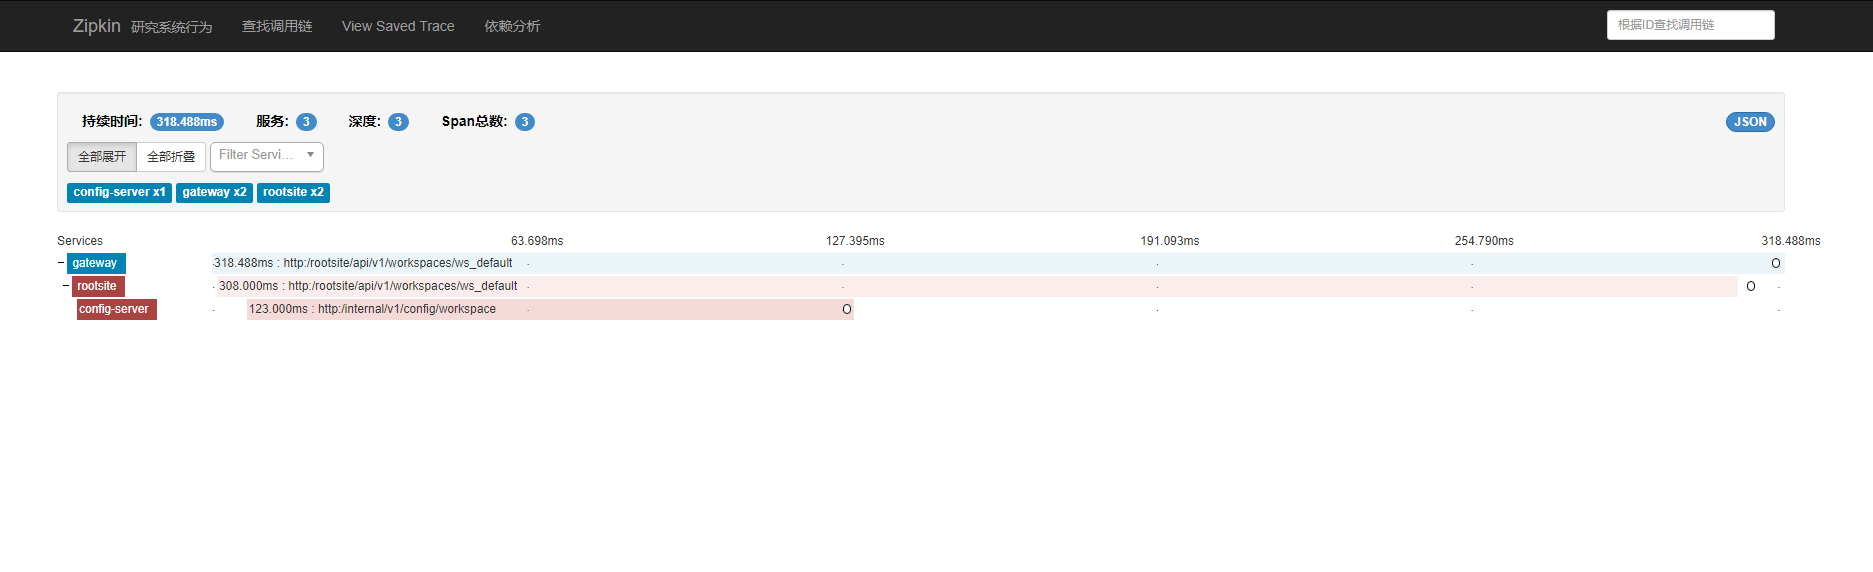 Zipkin 研究系统行为 查找调用链 View Saved Trace 依赖分析 根据ID查找调用链
持续时间: 318.488ms 服务: 3 深度: 3 Span总数: 3 JSON
全部展开 全部折叠 Filter Servi...
config-server x1 gateway x2 rootsite x2
Services 63.698ms 127.395ms 191.093ms 254.790ms 318.488ms
gateway 318.488ms : http:/rootsite/api/v1/workspaces/ws_default O
rootsite 308.000ms : http:/rootsite/api/v1/workspaces/ws_default O
config-server 123.000ms : http:/internal/v1/config/workspace O